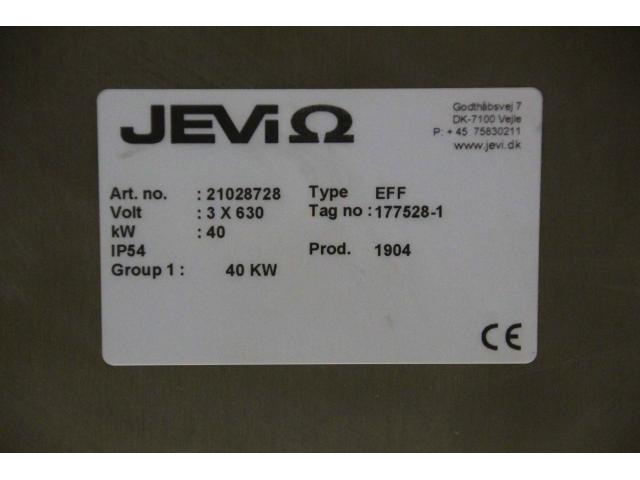 JEVI Ω
Godthåbsvej 7
DK-7100 Vejle
P: + 45 75830211
www.jevi.dk
Art. no. : 21028728 Type EFF
Volt : 3 X 630 Tag no : 177528-1
kW : 40
IP54 Prod. 1904
Group 1 : 40 KW
CE